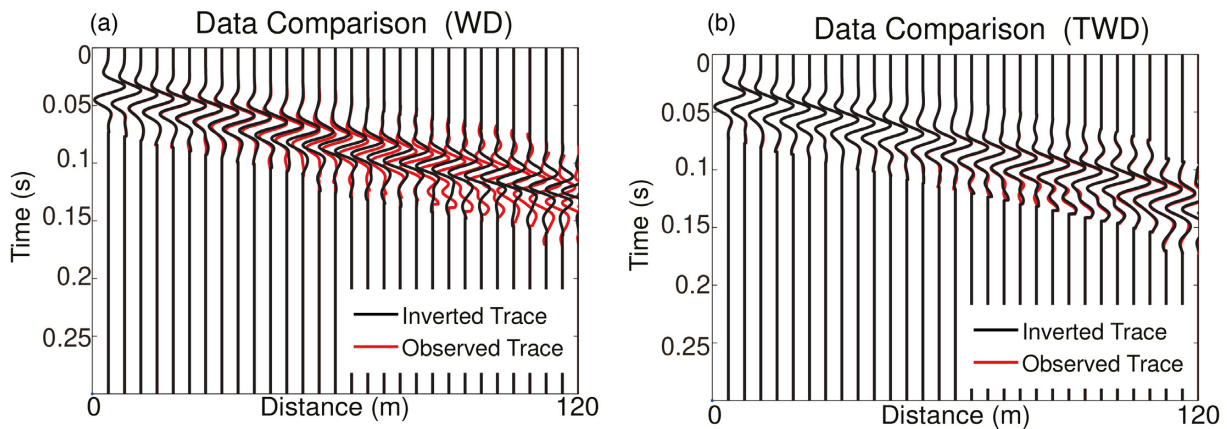 (a) Data Comparison (WD)
0
0.05
0.1
0.15
0.2
0.25
Time (s)
Inverted Trace
Observed Trace
0 Distance (m) 120
(b) Data Comparison (TWD)
0
0.05
0.1
0.15
0.2
0.25
Time (s)
Inverted Trace
Observed Trace
0 Distance (m) 120